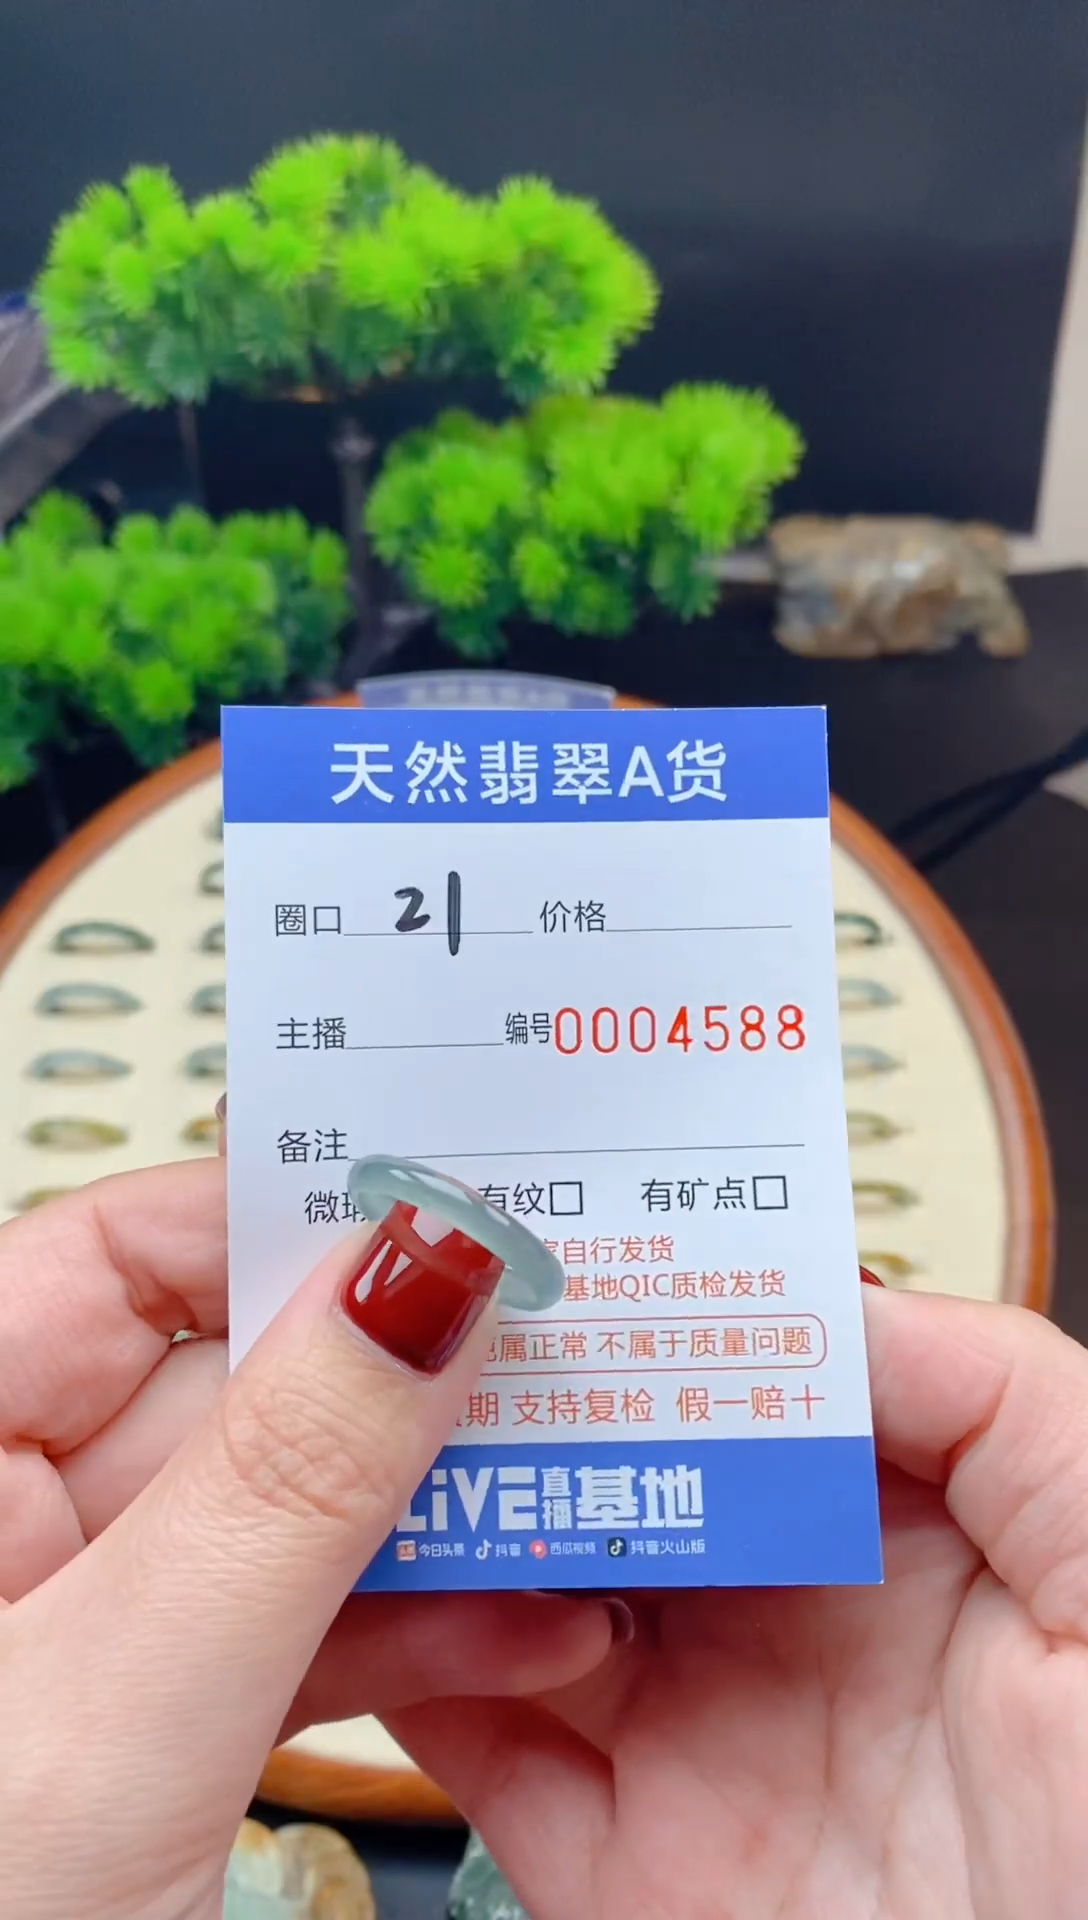 天然翡翠A货
圈口 21 价格
主播 编号0004588
备注
微瑕 有纹□ 有矿点□
自行发货
基地QIC质检发货
属正常 不属于质量问题
期 支持复检 假一赔十
LiVE直播基地
今日头条 抖音 西瓜视频 抖音火山版